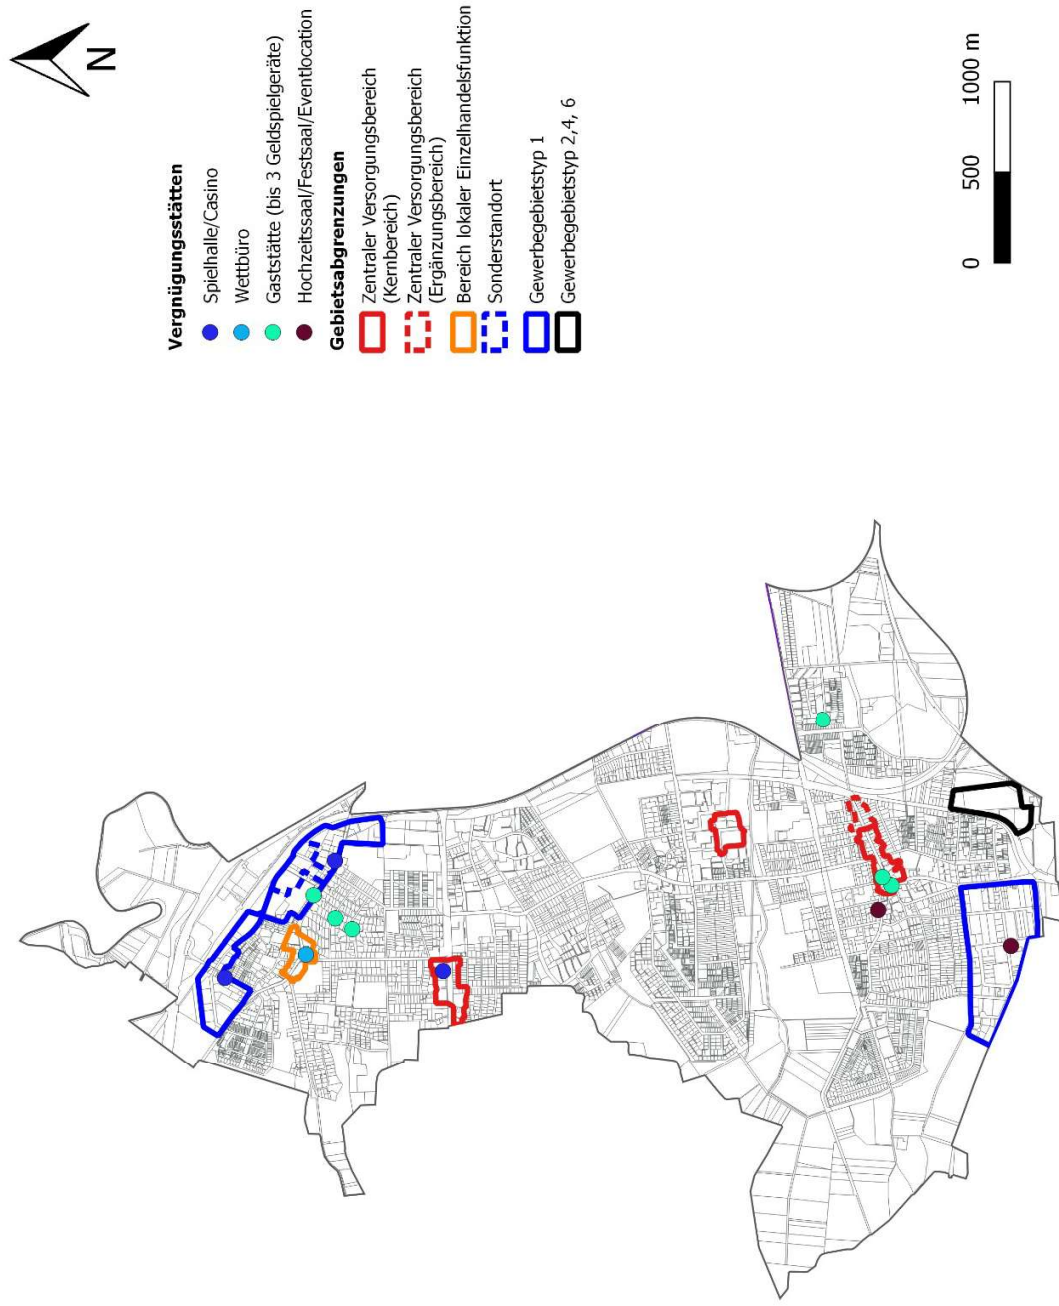 N
Vergnügungsstätten
Spielhalle/Casino
Wettbüro
Gaststätte (bis 3 Geldspielgeräte)
Hochzeitssaal/Festsaal/Eventlocation
Gebietsabgrenzungen
Zentraler Versorgungsbereich
(Kernbereich)
Zentraler Versorgungsbereich
(Ergänzungsbereich)
Bereich lokaler Einzelhandelsfunktion
Sonderstandort
Gewerbegebietstyp 1
Gewerbegebietstyp 2,4, 6
0 500 1000 m